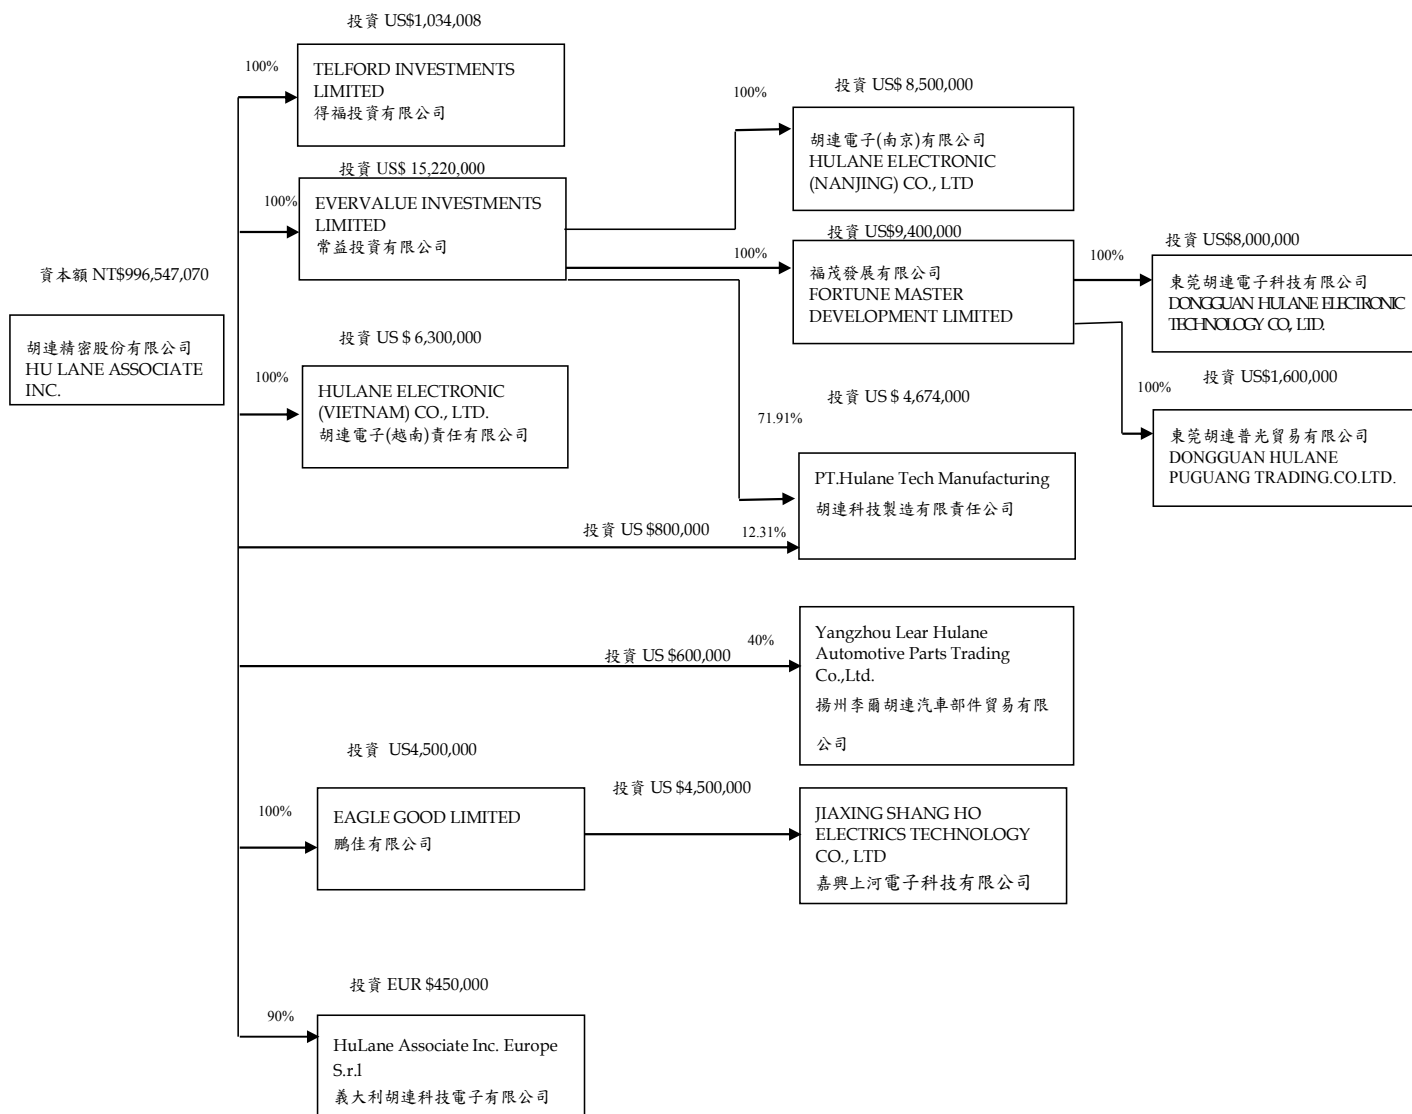 投資 US$1,034,008
100%
TELFORD INVESTMENTS
LIMITED
得福投資有限公司
投資 US$ 8,500,000
100%
胡連電子(南京)有限公司
HULANE ELECTRONIC
(NANJING) CO., LTD
投資 US$ 15,220,000
100%
EVERVALUE INVESTMENTS
LIMITED
常益投資有限公司
投資 US$9,400,000
100%
福茂發展有限公司
FORTUNE MASTER
DEVELOPMENT LIMITED
投資 US$8,000,000
100%
東莞胡連電子科技有限公司
DONGGUAN HULANE ELECTRONIC
TECHNOLOGY CO., LTD.
資本額 NT$996,547,070
胡連精密股份有限公司
HU LANE ASSOCIATE
INC.
投資 US $ 6,300,000
100%
HULANE ELECTRONIC
(VIETNAM) CO., LTD.
胡連電子(越南)責任有限公司
投資 US$1,600,000
100%
東莞胡連普光貿易有限公司
DONGGUAN HULANE
PUGUANG TRADING.CO.LTD.
投資 US $ 4,674,000
71.91%
PT.Hulane Tech Manufacturing
胡連科技製造有限責任公司
投資 US $800,000
12.31%
投資 US $600,000
40%
Yangzhou Lear Hulane
Automotive Parts Trading
Co.,Ltd.
揚州李爾胡連汽車部件貿易有限
公司
投資 US4,500,000
100%
EAGLE GOOD LIMITED
鵬佳有限公司
投資 US $4,500,000
JIAXING SHANG HO
ELECTRICS TECHNOLOGY
CO., LTD
嘉興上河電子科技有限公司
投資 EUR $450,000
90%
HuLane Associate Inc. Europe
S.r.l
義大利胡連科技電子有限公司